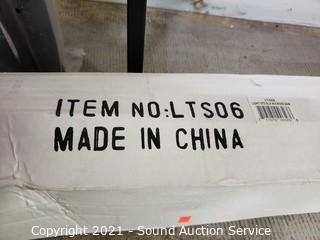 ITEM NO:LTS06
MADE IN CHINA
Copyright 2021 - Sound Auction Service